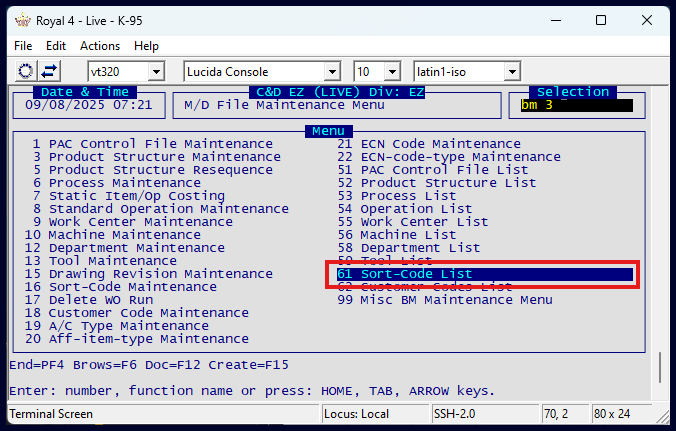 Royal 4 - Live - K-95
File Edit Actions Help
vt320 Lucida Console 10 latin1-iso
Date & Time C&D EZ (LIVE) Div: EZ Selection
09/08/2025 07:21 M/D File Maintenance Menu bm 3
Menu
1 PAC Control File Maintenance 21 ECN Code Maintenance
3 Product Structure Maintenance 22 ECN-code-type Maintenance
5 Product Structure Resequence 51 PAC Control File List
6 Process Maintenance 52 Product Structure List
7 Static Item/Op Costing 53 Process List
8 Standard Operation Maintenance 54 Operation List
9 Work Center Maintenance 55 Work Center List
10 Machine Maintenance 56 Machine List
12 Department Maintenance 58 Department List
13 Tool Maintenance 59 Tool List
15 Drawing Revision Maintenance 61 Sort-Code List
16 Sort-Code Maintenance 62 Customer Codes List
17 Delete WO Run 99 Misc BM Maintenance Menu
18 Customer Code Maintenance
19 A/C Type Maintenance
20 Aff-item-type Maintenance
End=PF4 Brows=F6 Doc=F12 Create=F15
Enter: number, function name or press: HOME, TAB, ARROW keys.
Terminal Screen Locus: Local SSH-2.0 70, 2 80 x 24